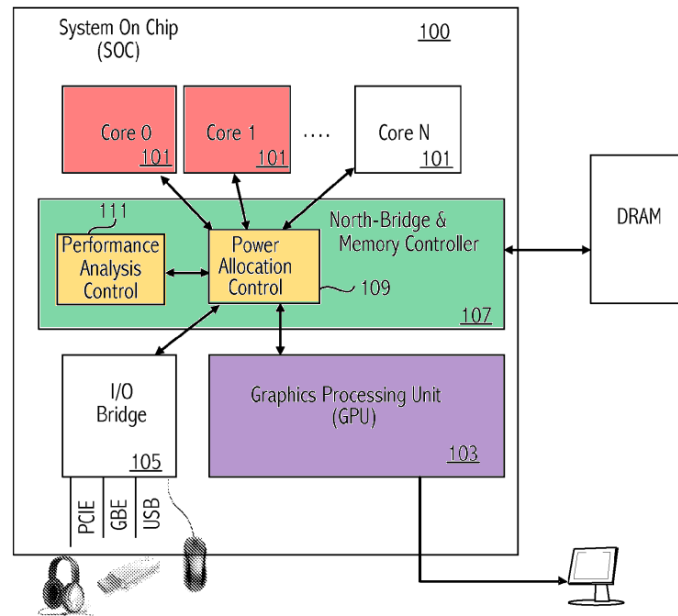 System On Chip
(SOC)
100
Core 0
101
Core 1
101
....
Core N
101
111
Performance
Analysis
Control
Power
Allocation
Control
109
North-Bridge &
Memory Controller
107
DRAM
I/O
Bridge
105
Graphics Processing Unit
(GPU)
103
PCIE
GBE
USB